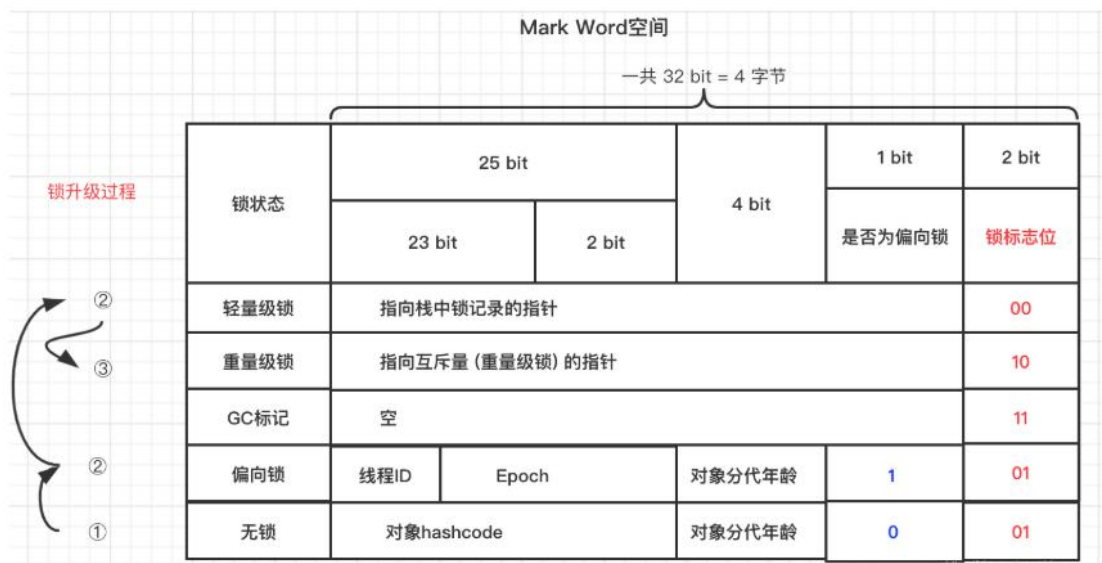 Mark Word空间
一共 32 bit = 4 字节
锁升级过程
锁状态
25 bit
23 bit
2 bit
4 bit
1 bit
是否为偏向锁
2 bit
锁标志位
② 轻量级锁 指向栈中锁记录的指针 00
③ 重量级锁 指向互斥量 (重量级锁) 的指针 10
GC标记 空 11
② 偏向锁 线程ID Epoch 对象分代年龄 1 01
① 无锁 对象hashcode 对象分代年龄 0 01